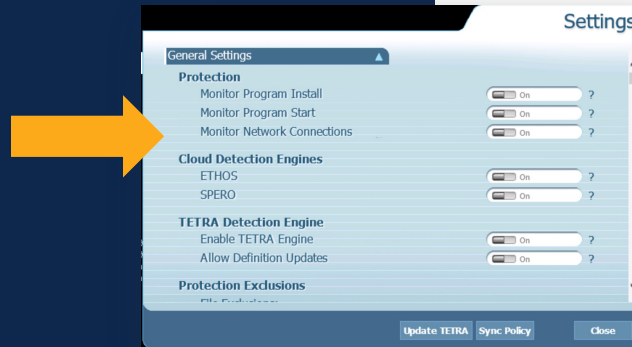 Settings
General Settings
Protection
Monitor Program Install On ?
Monitor Program Start On ?
Monitor Network Connections On ?
Cloud Detection Engines
ETHOS On ?
SPERO On ?
TETRA Detection Engine
Enable TETRA Engine On ?
Allow Definition Updates On ?
Protection Exclusions
File Exclusions:
Update TETRA Sync Policy Close